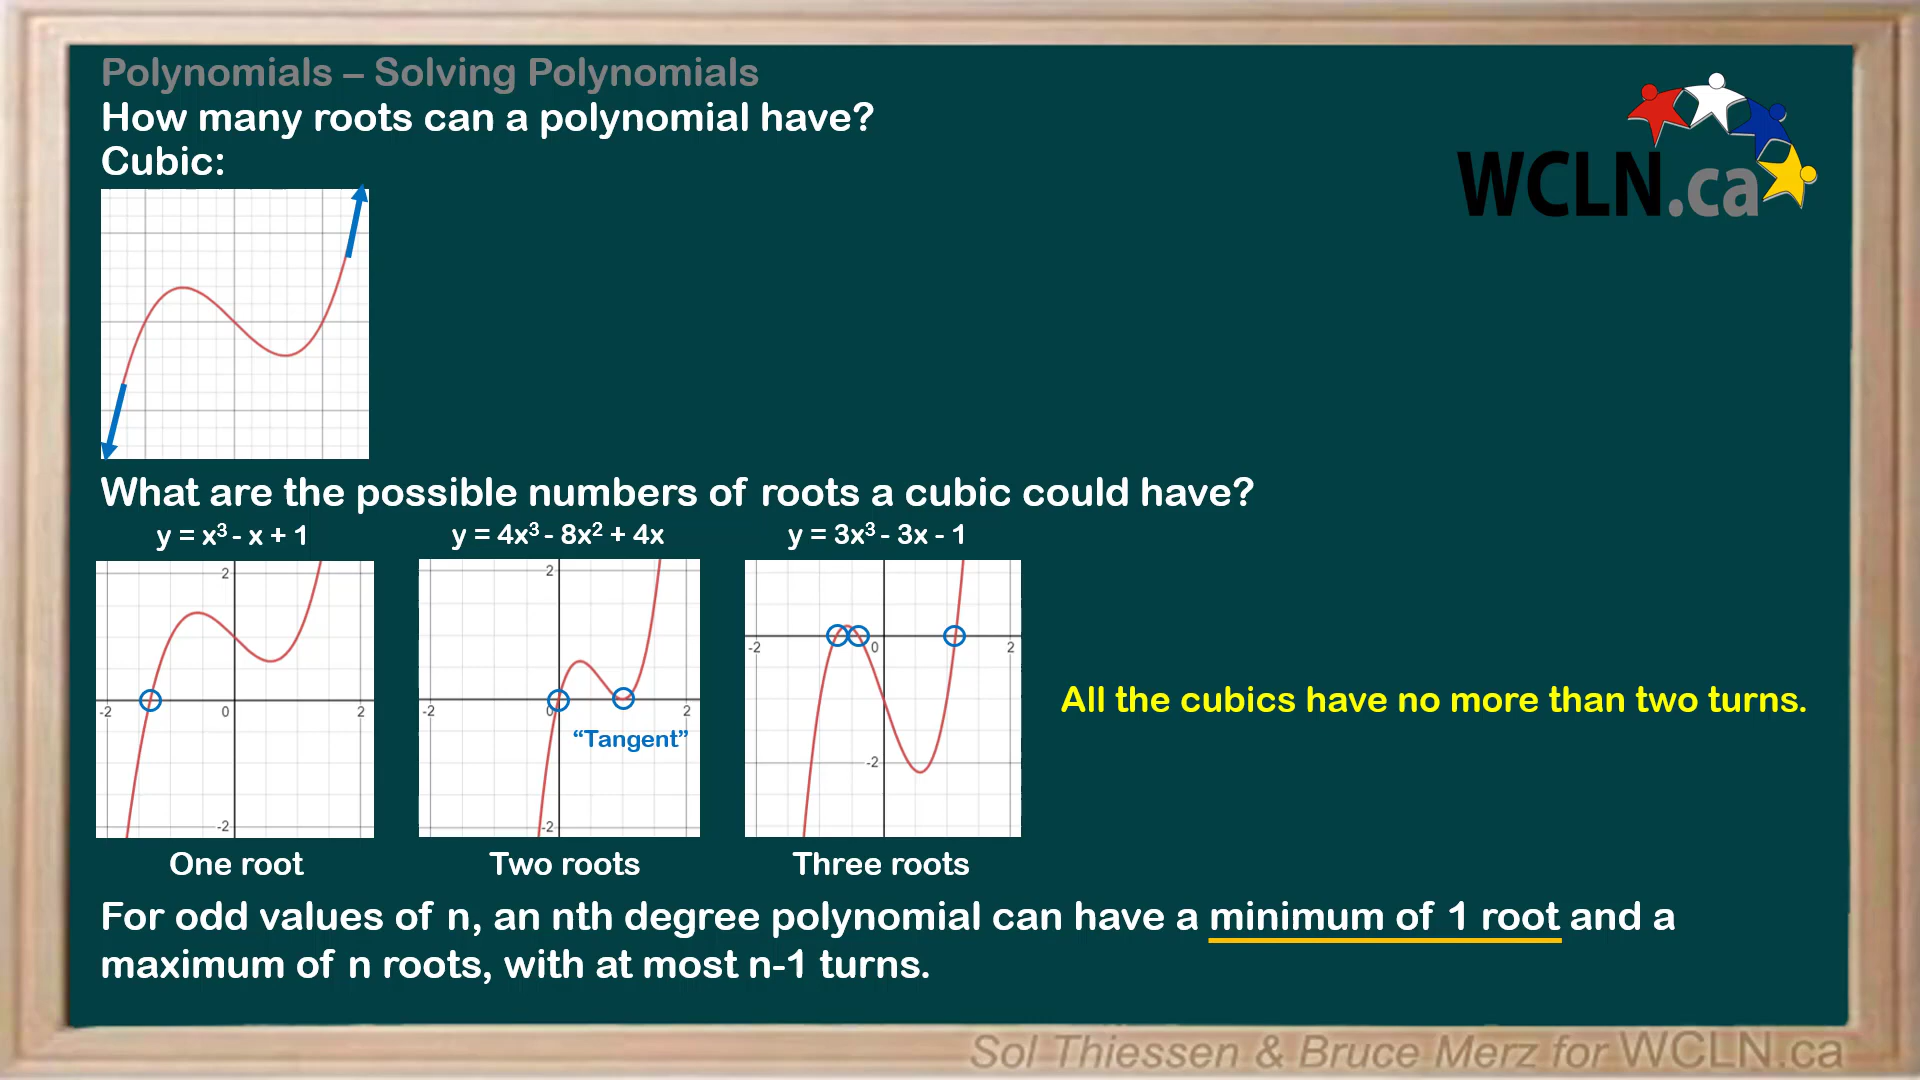 Polynomials – Solving Polynomials
How many roots can a polynomial have?
Cubic:
WCLN.ca
What are the possible numbers of roots a cubic could have?
y = x³ - x + 1
y = 4x³ - 8x² + 4x
y = 3x³ - 3x - 1
2
-2 0 2
-2
2
-2 0 2
-2
"Tangent"
-2 0 2
-2
All the cubics have no more than two turns.
One root
Two roots
Three roots
For odd values of n, an nth degree polynomial can have a minimum of 1 root and a
maximum of n roots, with at most n-1 turns.
Sol Thiessen & Bruce Merz for WCLN.ca